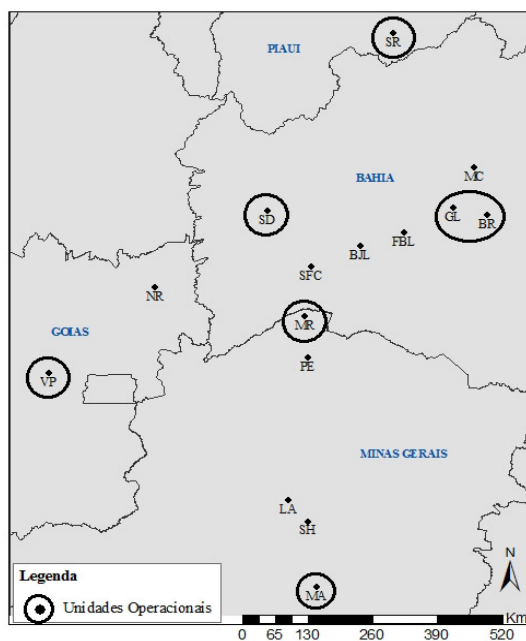 SR
PIAUI
MC
BAHIA
GL
SD
BR
FBL
BJL
SFC
NR
MR
GOIAS
PE
VP
MINAS GERAIS
LA
SH
N
Legenda
MA
Unidades Operacionais
Km
0 65 130 260 390 520